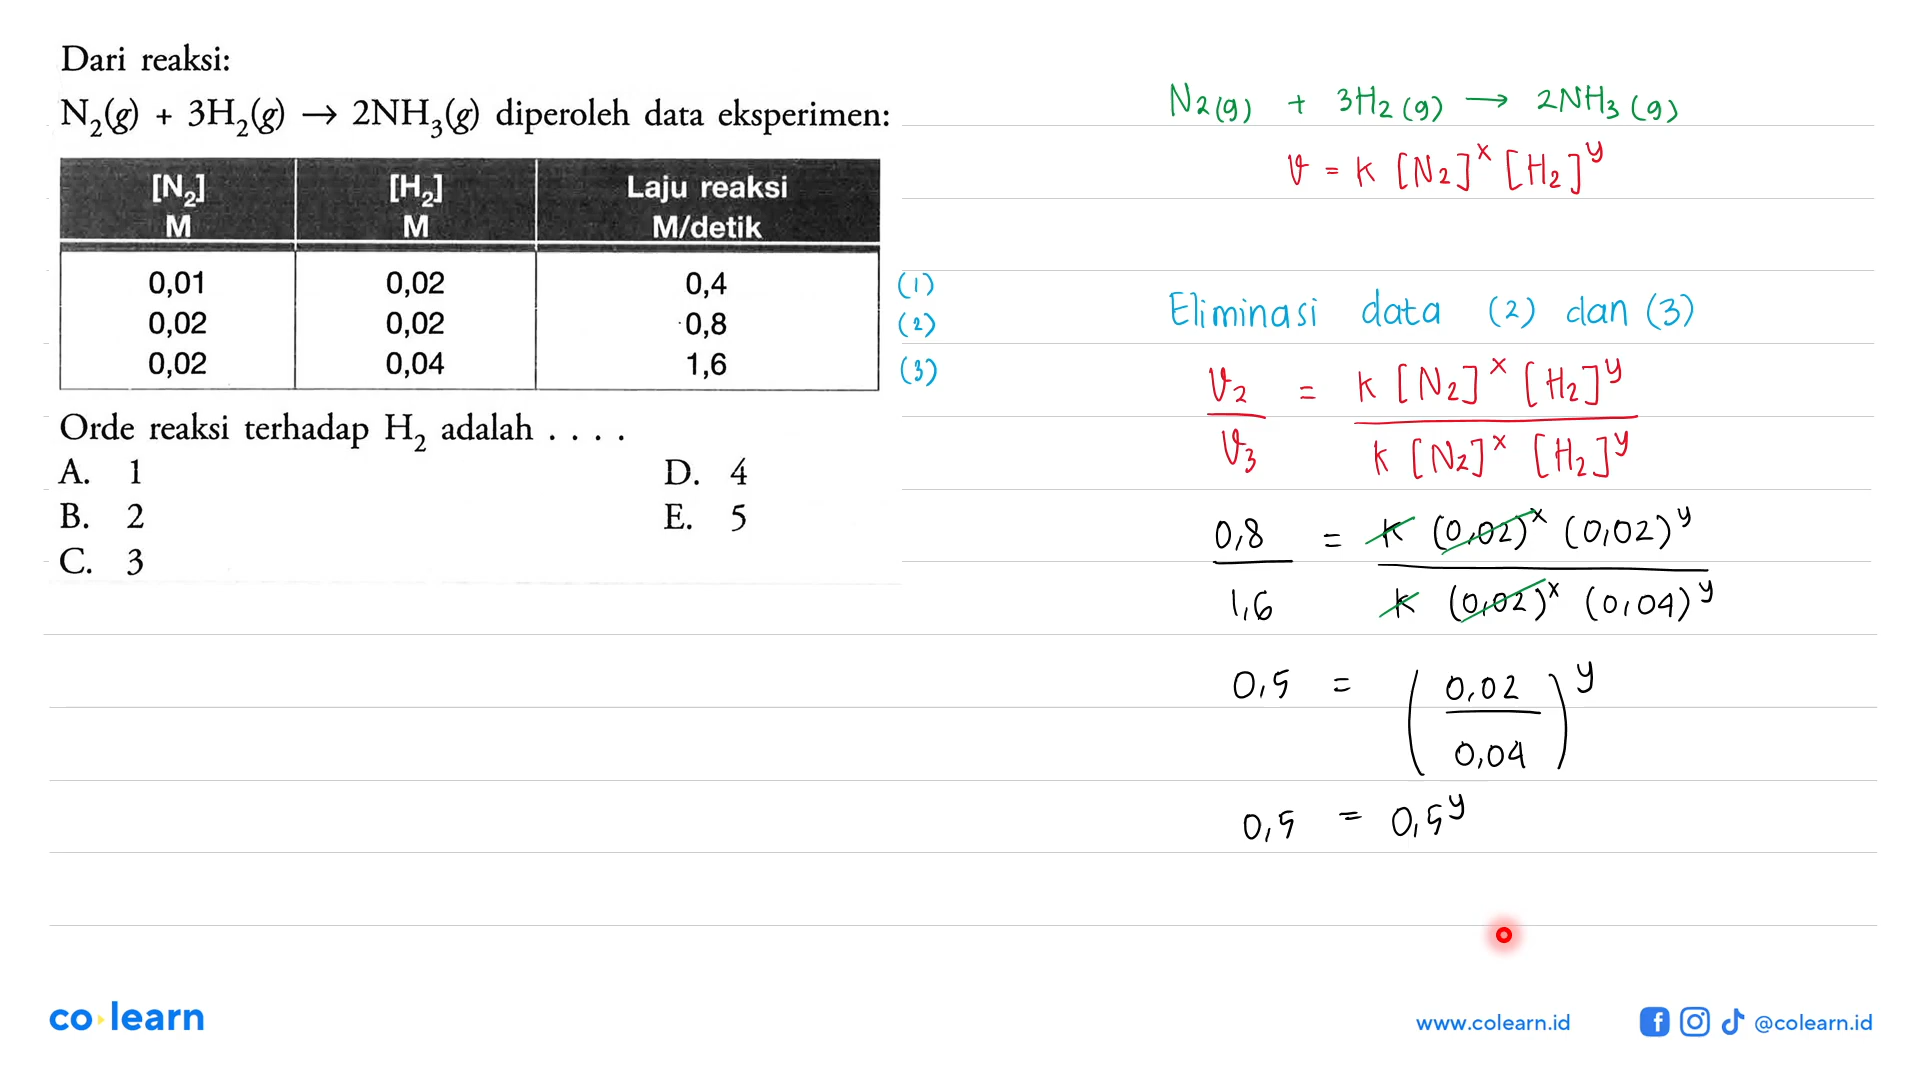 Dari reaksi:
N₂(g) + 3H₂(g) → 2NH₃(g) diperoleh data eksperimen:
[N₂] M [H₂] M Laju reaksi M/detik
0,01 0,02 0,4 (1)
0,02 0,02 0,8 (2)
0,02 0,04 1,6 (3)
Orde reaksi terhadap H₂ adalah . . . .
A. 1
B. 2
C. 3
D. 4
E. 5
N₂(g) + 3H₂(g) → 2NH₃(g)
v = k [N₂]^x [H₂]^y
Eliminasi data (2) dan (3)
v₂ = k [N₂]^x [H₂]^y
v₃ k [N₂]^x [H₂]^y
0,8 = k (0,02)^x (0,02)^y
1,6 k (0,02)^x (0,04)^y
0,5 = (0,02 / 0,04)^y
0,5 = 0,5^y
co learn
www.colearn.id
@colearn.id